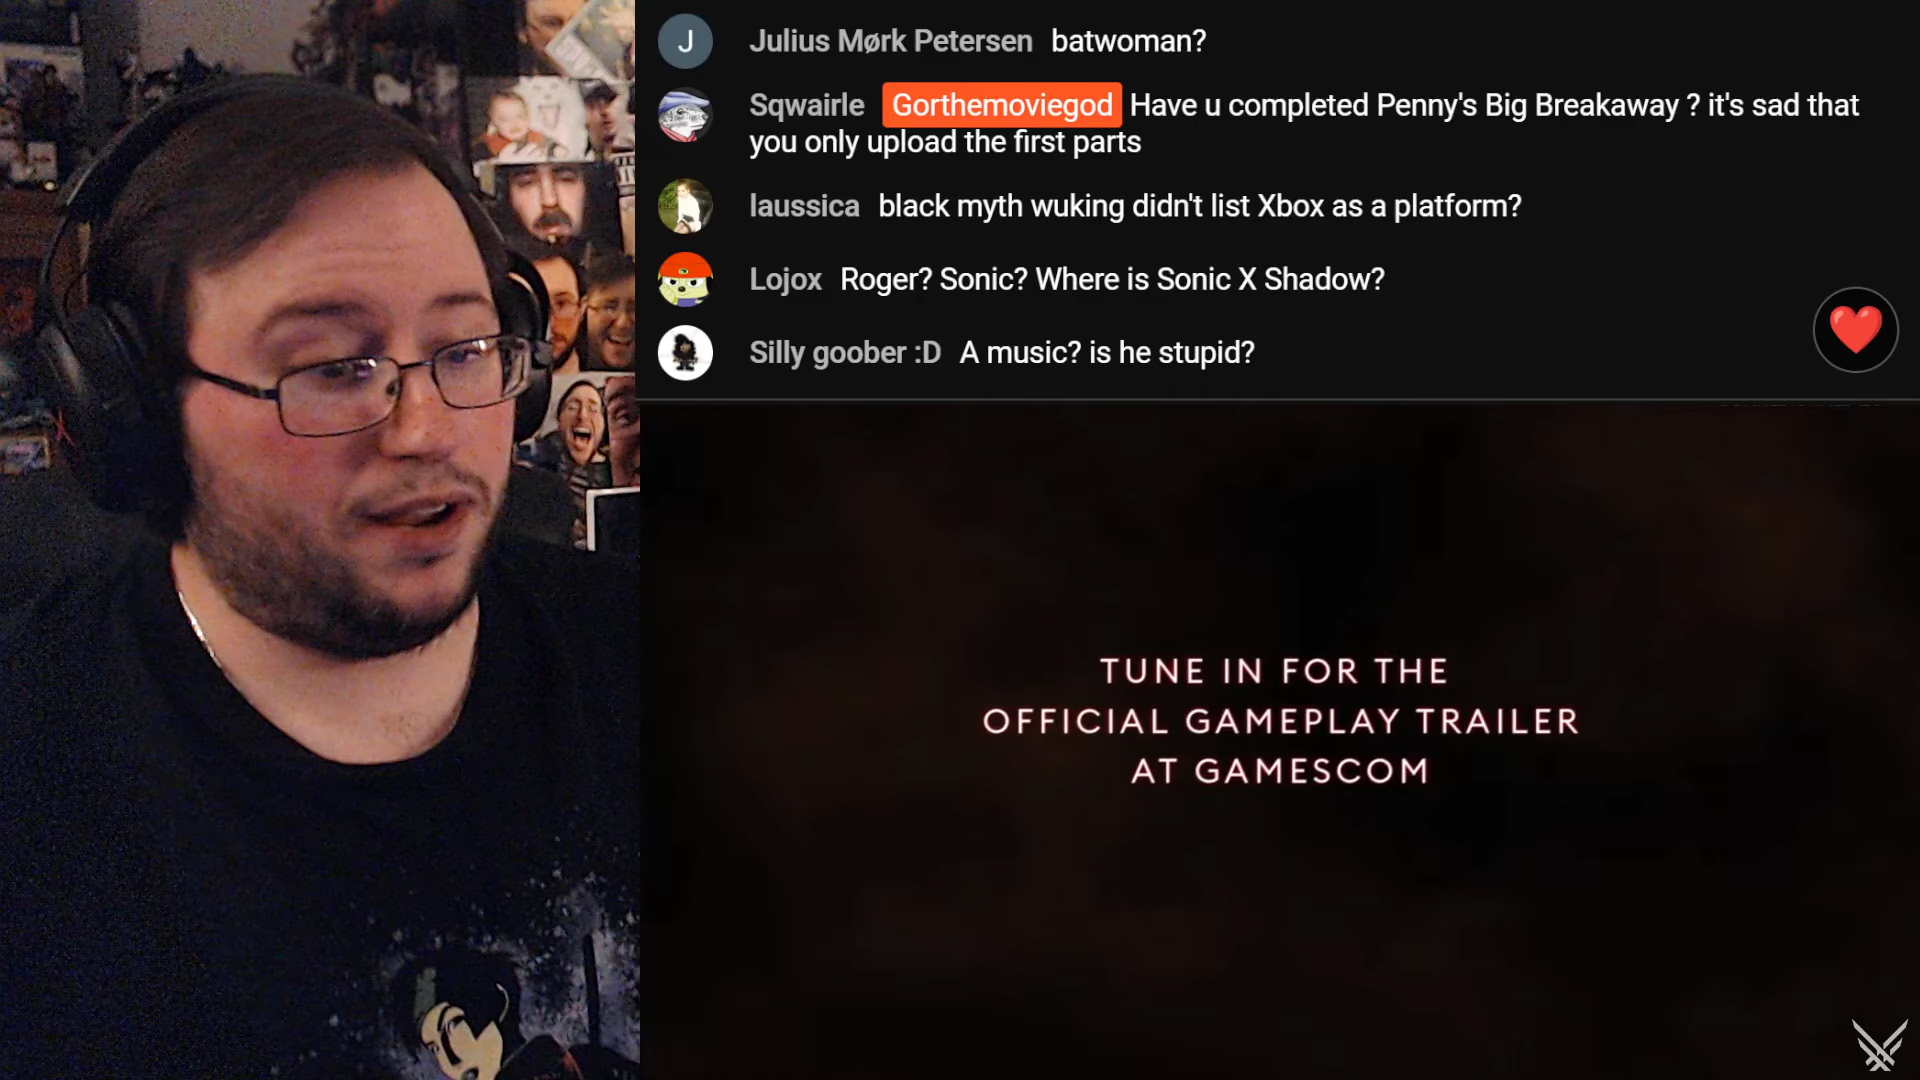 J Julius Mørk Petersen batwoman?
Sqwairle Gorthemoviegod Have u completed Penny's Big Breakaway ? it's sad that
you only upload the first parts
laussica black myth wuking didn't list Xbox as a platform?
Lojox Roger? Sonic? Where is Sonic X Shadow?
Silly goober :D A music? is he stupid?
TUNE IN FOR THE
OFFICIAL GAMEPLAY TRAILER
AT GAMESCOM